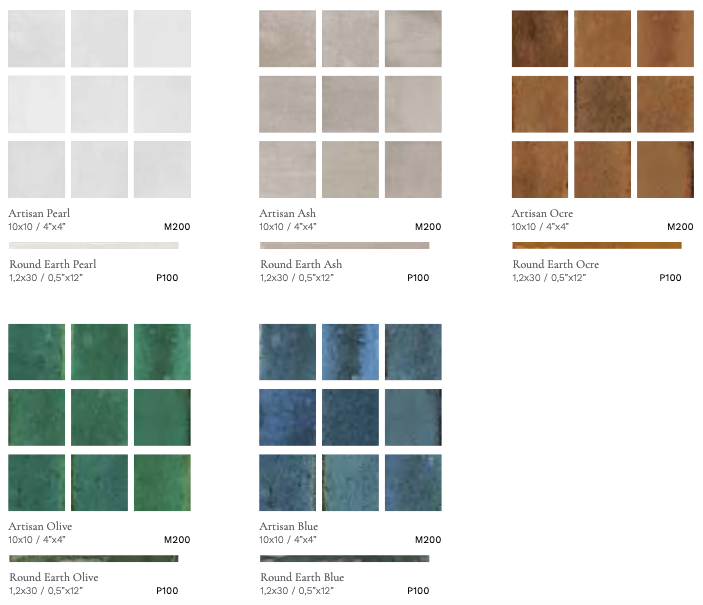 Artisan Pearl
10x10 / 4"x4" M200
Round Earth Pearl
1,2x30 / 0,5"x12" P100
Artisan Ash
10x10 / 4"x4" M200
Round Earth Ash
1,2x30 / 0,5"x12" P100
Artisan Ocre
10x10 / 4"x4" M200
Round Earth Ocre
1,2x30 / 0,5"x12" P100
Artisan Olive
10x10 / 4"x4" M200
Round Earth Olive
1,2x30 / 0,5"x12" P100
Artisan Blue
10x10 / 4"x4" M200
Round Earth Blue
1,2x30 / 0,5"x12" P100